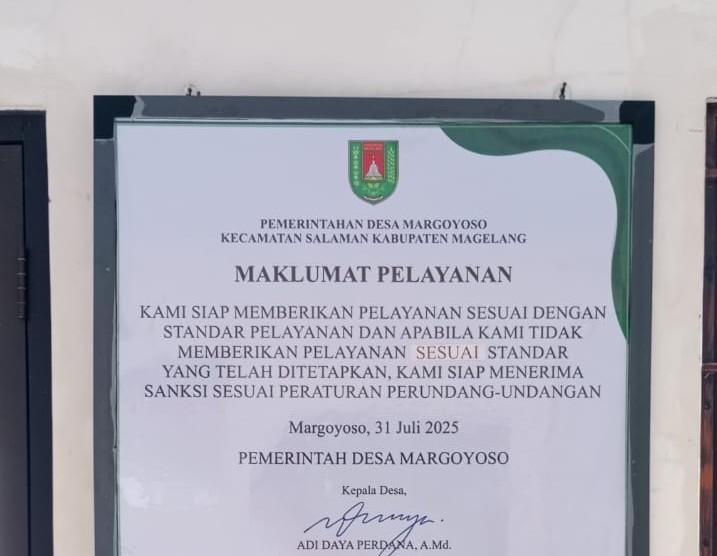 PEMERINTAHAN DESA MARGOYOSO
KECAMATAN SALAMAN KABUPATEN MAGELANG
MAKLUMAT PELAYANAN
KAMI SIAP MEMBERIKAN PELAYANAN SESUAI DENGAN
STANDAR PELAYANAN DAN APABILA KAMI TIDAK
MEMBERIKAN PELAYANAN SESUAI STANDAR
YANG TELAH DITETAPKAN, KAMI SIAP MENERIMA
SANKSI SESUAI PERATURAN PERUNDANG-UNDANGAN
Margoyoso, 31 Juli 2025
PEMERINTAH DESA MARGOYOSO
Kepala Desa,
ADI DAYA PERDANA, A.Md.